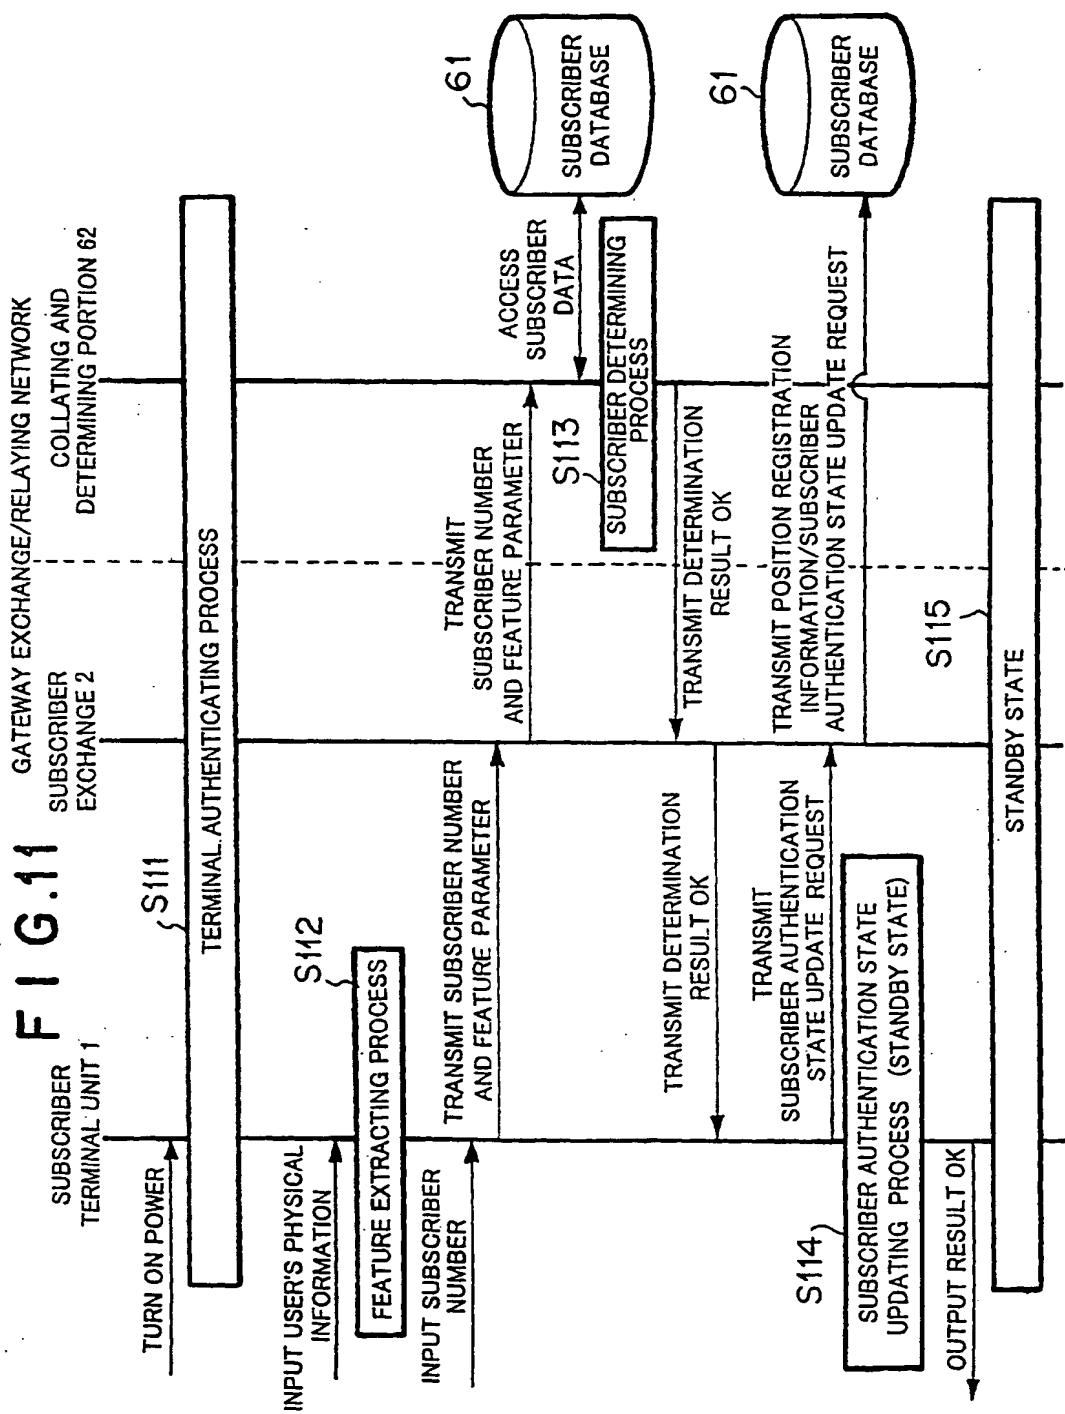 FIG.11
SUBSCRIBER
TERMINAL UNIT 1
SUBSCRIBER
EXCHANGE 2
GATEWAY EXCHANGE/RELAYING NETWORK
COLLATING AND
DETERMINING PORTION 62
TURN ON POWER
S111
TERMINAL AUTHENTICATING PROCESS
INPUT USER'S PHYSICAL
INFORMATION
S112
FEATURE EXTRACTING PROCESS
INPUT SUBSCRIBER
NUMBER
TRANSMIT SUBSCRIBER NUMBER
AND FEATURE PARAMETER
TRANSMIT
SUBSCRIBER NUMBER
AND FEATURE PARAMETER
ACCESS
SUBSCRIBER
DATA
61
SUBSCRIBER
DATABASE
S113
SUBSCRIBER DETERMINING
PROCESS
TRANSMIT DETERMINATION
RESULT OK
TRANSMIT DETERMINATION
RESULT OK
TRANSMIT
SUBSCRIBER AUTHENTICATION
STATE UPDATE REQUEST
TRANSMIT POSITION REGISTRATION
INFORMATION/SUBSCRIBER
AUTHENTICATION STATE UPDATE REQUEST
61
SUBSCRIBER
DATABASE
S114
SUBSCRIBER AUTHENTICATION STATE
UPDATING PROCESS (STANDBY STATE)
OUTPUT RESULT OK
S115
STANDBY STATE